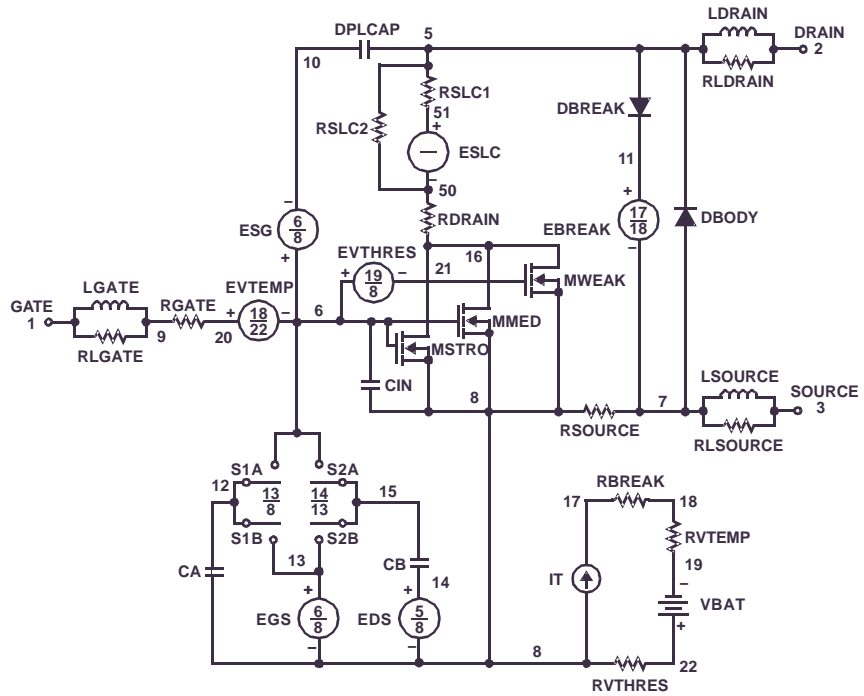 LDRAIN
DPLCAP 5 DRAIN
10 2
RSLC1 RLDRAIN
DBREAK
RSLC2 51
+
ESLC
11
−
50
− +
RDRAIN 17
18
DBODY
6
8
ESG EBREAK
EVTHRES 16 −
+
+ 19
8
− 21 MWEAK
LGATE EVTEMP
GATE RGATE + 18
22
− 6 MMED
1
9 20 MSTRO
RLGATE LSOURCE
CIN SOURCE
8 7 3
RSOURCE RLSOURCE
S1A S2A RBREAK
12 13
8
14
13
15 17 18
S1B S2B RVTEMP
13 CB 19
CA 14 IT −
+ + VBAT
EGS 6
8
EDS 5
8
+
− − 8 22
RVTHRES